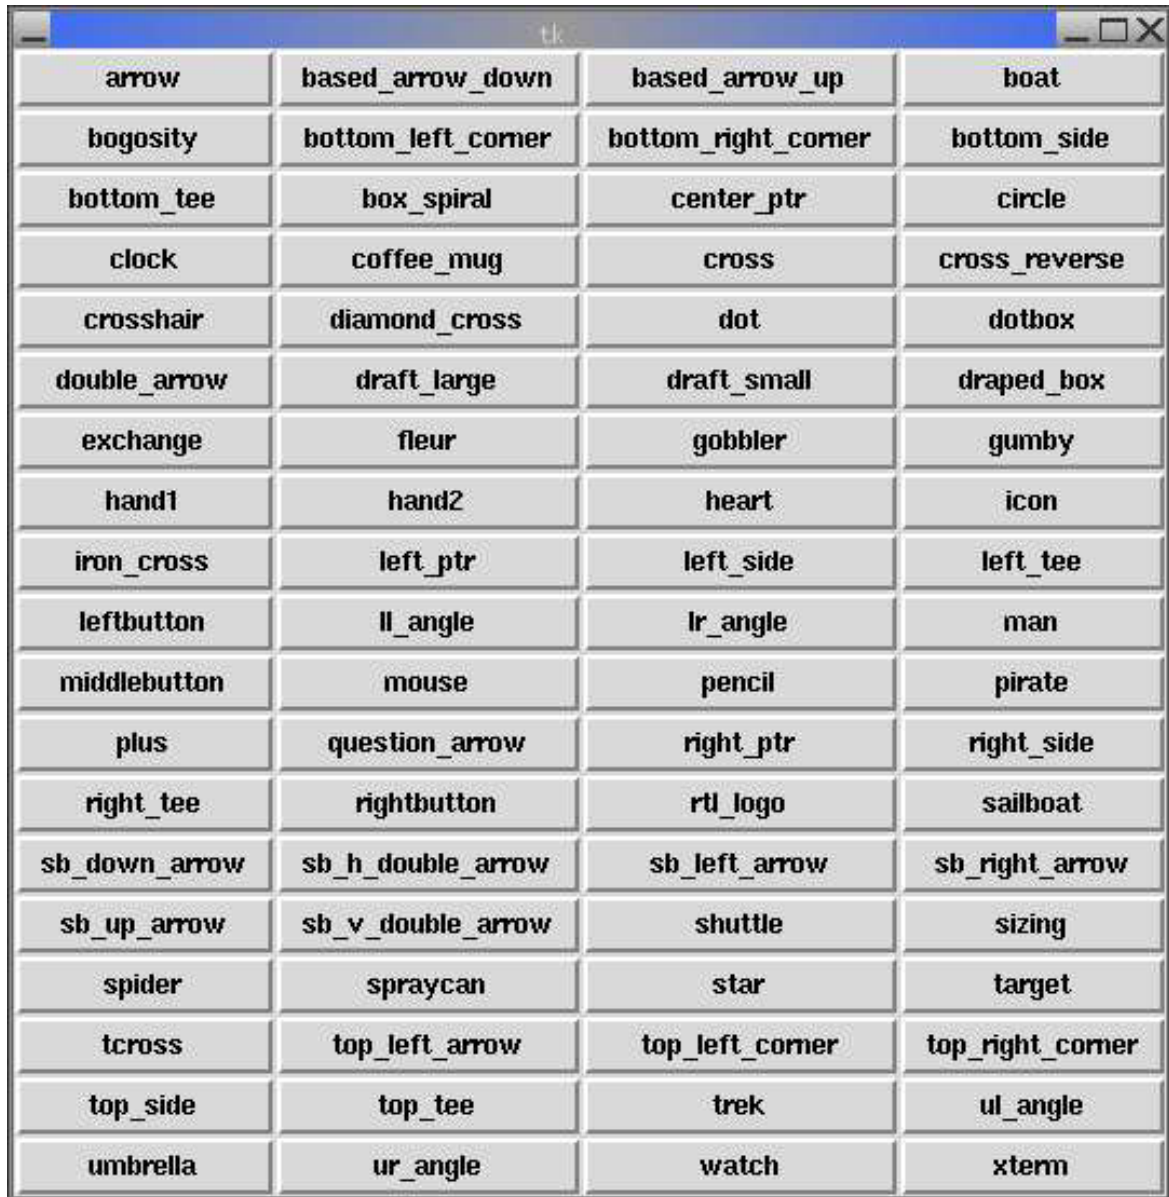 tk
arrow based_arrow_down based_arrow_up boat
bogosity bottom_left_corner bottom_right_corner bottom_side
bottom_tee box_spiral center_ptr circle
clock coffee_mug cross cross_reverse
crosshair diamond_cross dot dotbox
double_arrow draft_large draft_small draped_box
exchange fleur gobbler gumby
hand1 hand2 heart icon
iron_cross left_ptr left_side left_tee
leftbutton ll_angle lr_angle man
middlebutton mouse pencil pirate
plus question_arrow right_ptr right_side
right_tee rightbutton rtl_logo sailboat
sb_down_arrow sb_h_double_arrow sb_left_arrow sb_right_arrow
sb_up_arrow sb_v_double_arrow shuttle sizing
spider spraycan star target
tcross top_left_arrow top_left_corner top_right_corner
top_side top_tee trek ul_angle
umbrella ur_angle watch xterm